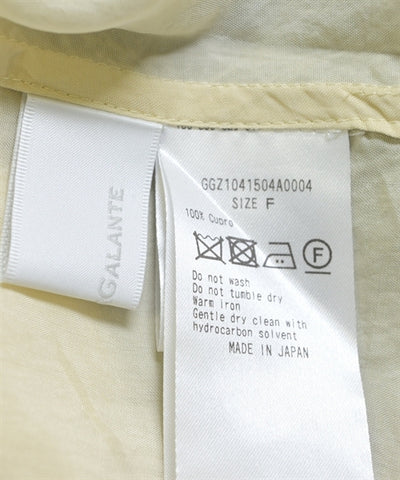 GALANTE
GGZ1041504A0004
SIZE F
100% Cupro
F
Do not wash
Do not tumble dry
Warm iron
Gentle dry clean with
hydrocarbon solvent
MADE IN JAPAN